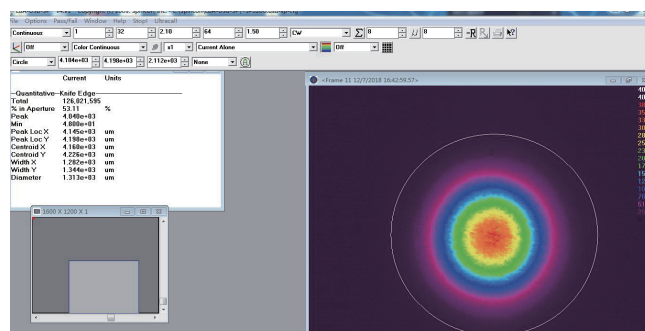 File Options Pass/Fail Window Help Stop! Ultracal!
Continuous 1 32 2.10 64 1.50 CW Σ 8 8 -R
Off Color Continuous x1 Current Alone Off
Circle 4.184e+03 4.198e+03 2.112e+03 None
Current Units
Quantitative Knife Edge
Total 126,021,595
% in Aperture 53.11 %
Peak 4.040e+03
Min 4.800e+01
Peak Loc X 4.145e+03 um
Peak Loc Y 4.198e+03 um
Centroid X 4.160e+03 um
Centroid Y 4.226e+03 um
Width X 1.282e+03 um
Width Y 1.344e+03 um
Diameter 1.313e+03 um
<Frame 11 12/7/2018 16:42:59.57>
1600 X 1200 X 1